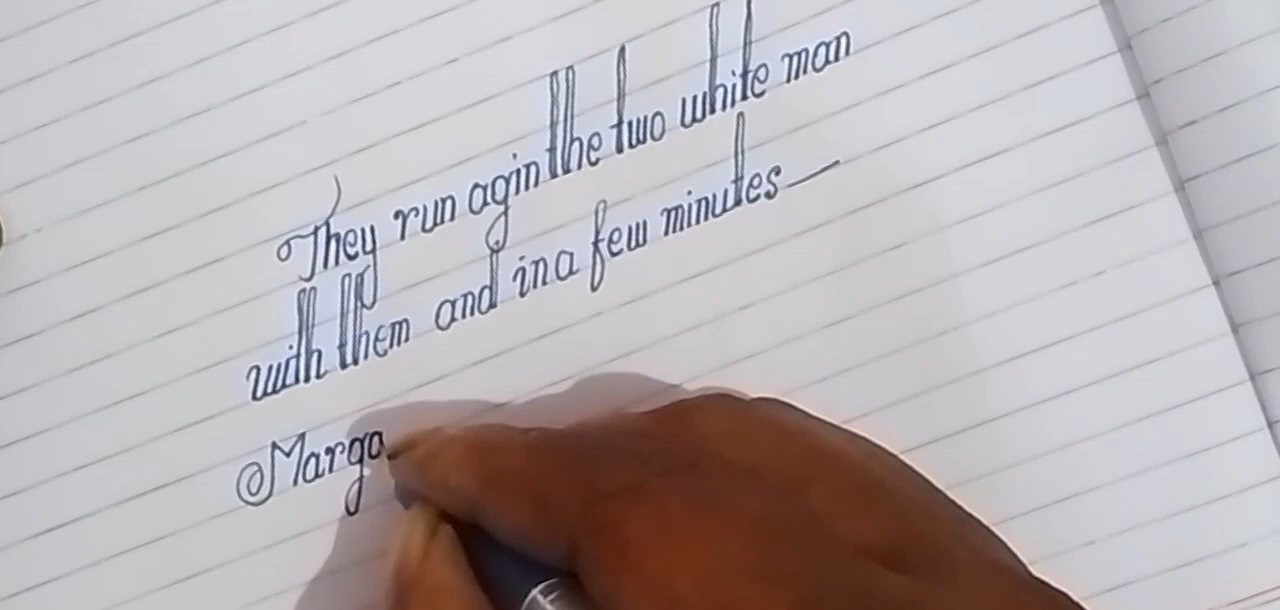 They run agin the two white man
with them and in a few minutes —
Marga